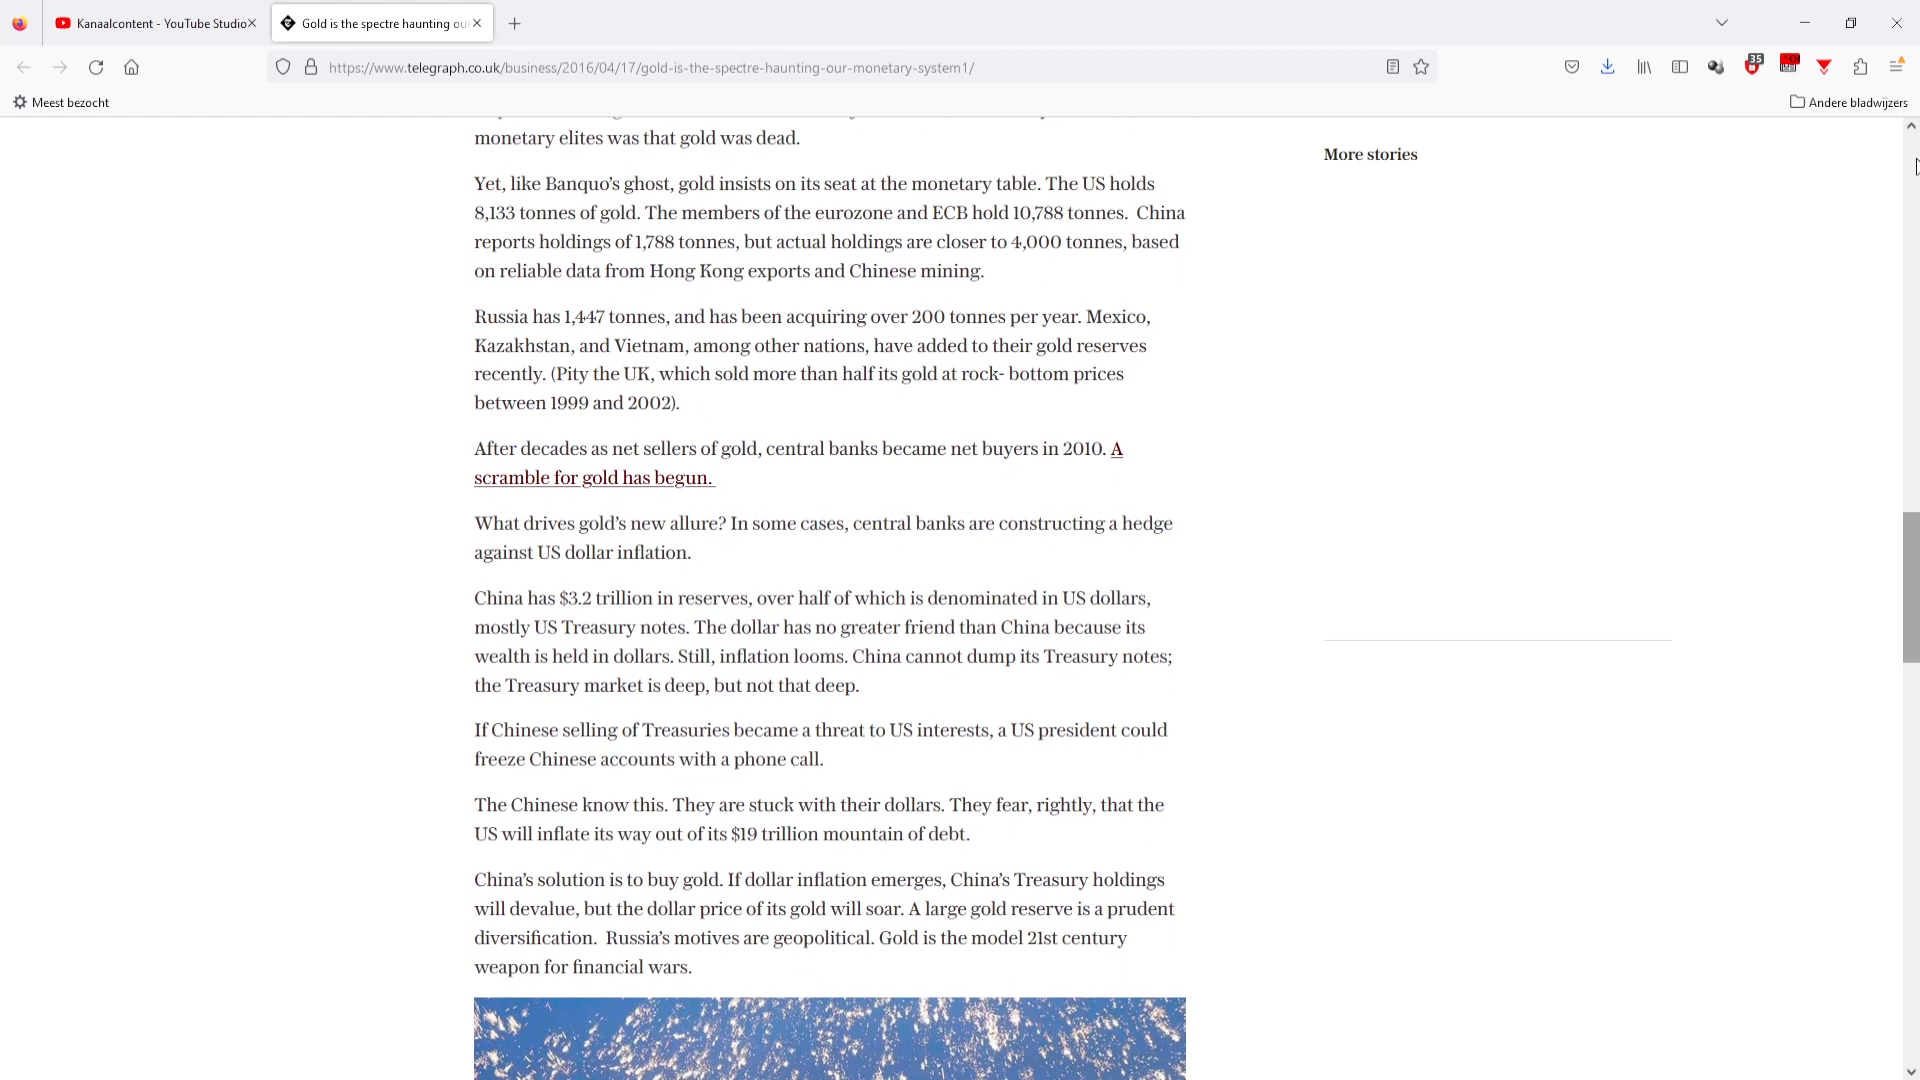 Kanaalcontent - YouTube Studio
Gold is the spectre haunting ou
https://www.telegraph.co.uk/business/2016/04/17/gold-is-the-spectre-haunting-our-monetary-system1/
35
Meest bezocht
Andere bladwijzers
monetary elites was that gold was dead.
More stories
Yet, like Banquo’s ghost, gold insists on its seat at the monetary table. The US holds
8,133 tonnes of gold. The members of the eurozone and ECB hold 10,788 tonnes.  China
reports holdings of 1,788 tonnes, but actual holdings are closer to 4,000 tonnes, based
on reliable data from Hong Kong exports and Chinese mining.
Russia has 1,447 tonnes, and has been acquiring over 200 tonnes per year. Mexico,
Kazakhstan, and Vietnam, among other nations, have added to their gold reserves
recently. (Pity the UK, which sold more than half its gold at rock- bottom prices
between 1999 and 2002).
After decades as net sellers of gold, central banks became net buyers in 2010. A
scramble for gold has begun.
What drives gold’s new allure? In some cases, central banks are constructing a hedge
against US dollar inflation.
China has $3.2 trillion in reserves, over half of which is denominated in US dollars,
mostly US Treasury notes. The dollar has no greater friend than China because its
wealth is held in dollars. Still, inflation looms. China cannot dump its Treasury notes;
the Treasury market is deep, but not that deep.
If Chinese selling of Treasuries became a threat to US interests, a US president could
freeze Chinese accounts with a phone call.
The Chinese know this. They are stuck with their dollars. They fear, rightly, that the
US will inflate its way out of its $19 trillion mountain of debt.
China’s solution is to buy gold. If dollar inflation emerges, China’s Treasury holdings
will devalue, but the dollar price of its gold will soar. A large gold reserve is a prudent
diversification.  Russia’s motives are geopolitical. Gold is the model 21st century
weapon for financial wars.